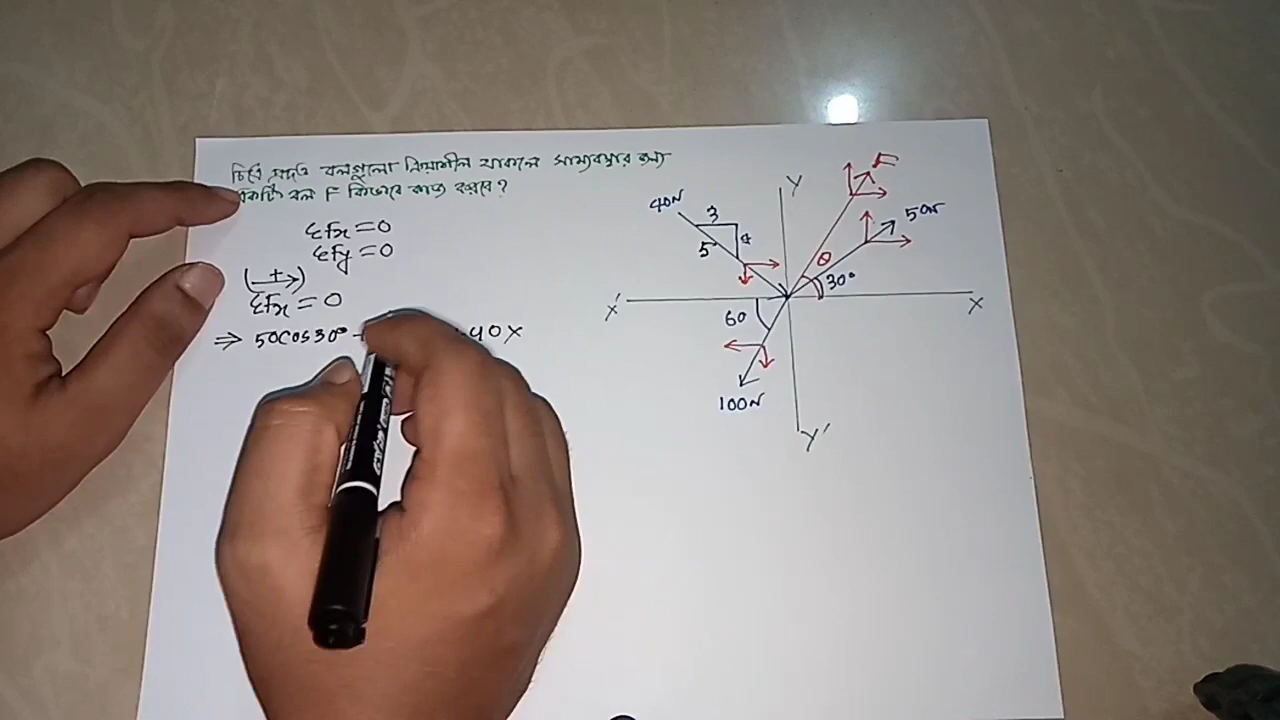 চিত্রে প্রদত্ত বলগুলো ক্রিয়াশীল থাকলে সাম্যবস্থার জন্য
একটি বল F কিভাবে কাজ করবে?
ΣFx=0
ΣFy=0
(+→)
ΣFx=0
⇒ 50cos30°
40×
Y
F
40N
3
4
5
50N
θ
30°
X'
X
60
100N
Y'